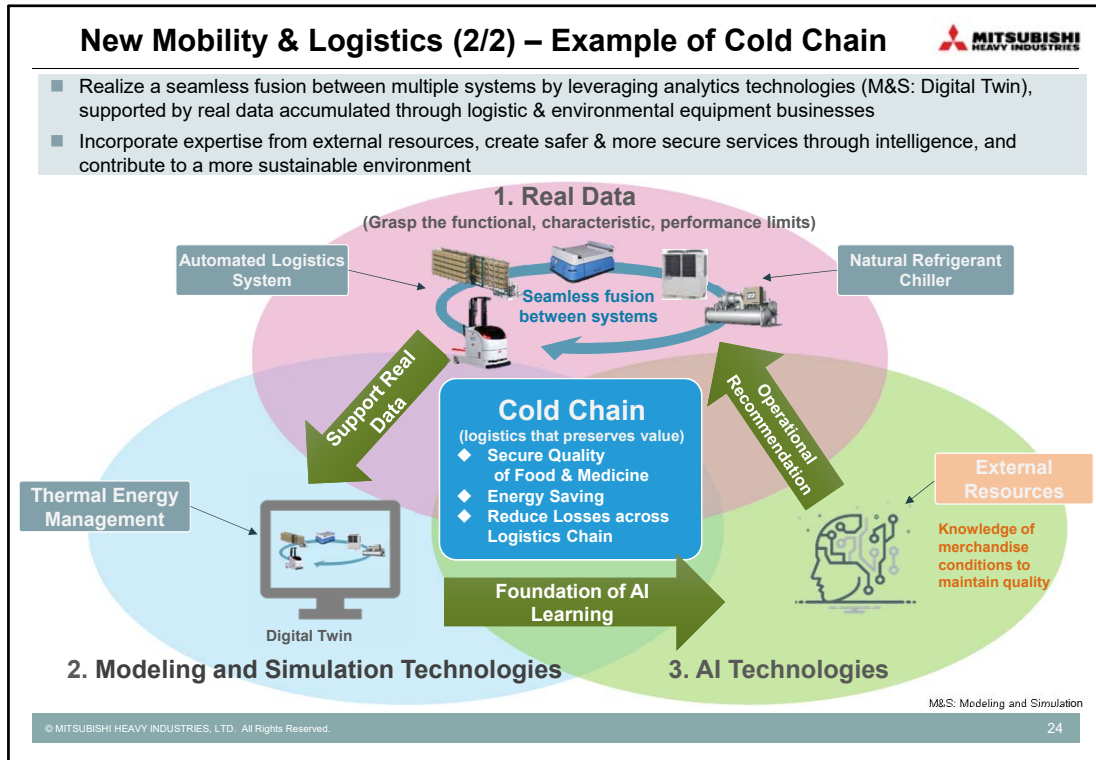 New Mobility & Logistics (2/2) – Example of Cold Chain
MITSUBISHI
HEAVY INDUSTRIES
Realize a seamless fusion between multiple systems by leveraging analytics technologies (M&S: Digital Twin),
supported by real data accumulated through logistic & environmental equipment businesses
Incorporate expertise from external resources, create safer & more secure services through intelligence, and
contribute to a more sustainable environment
1. Real Data
(Grasp the functional, characteristic, performance limits)
Automated Logistics
System
Natural Refrigerant
Chiller
Seamless fusion
between systems
Support Real
Data
Operational
Recommendation
Cold Chain
(logistics that preserves value)
◆ Secure Quality
of Food & Medicine
◆ Energy Saving
◆ Reduce Losses across
Logistics Chain
Thermal Energy
Management
External
Resources
Knowledge of
merchandise
conditions to
maintain quality
Foundation of AI
Learning
Digital Twin
2. Modeling and Simulation Technologies
3. AI Technologies
M&S: Modeling and Simulation
© MITSUBISHI HEAVY INDUSTRIES, LTD. All Rights Reserved.
24